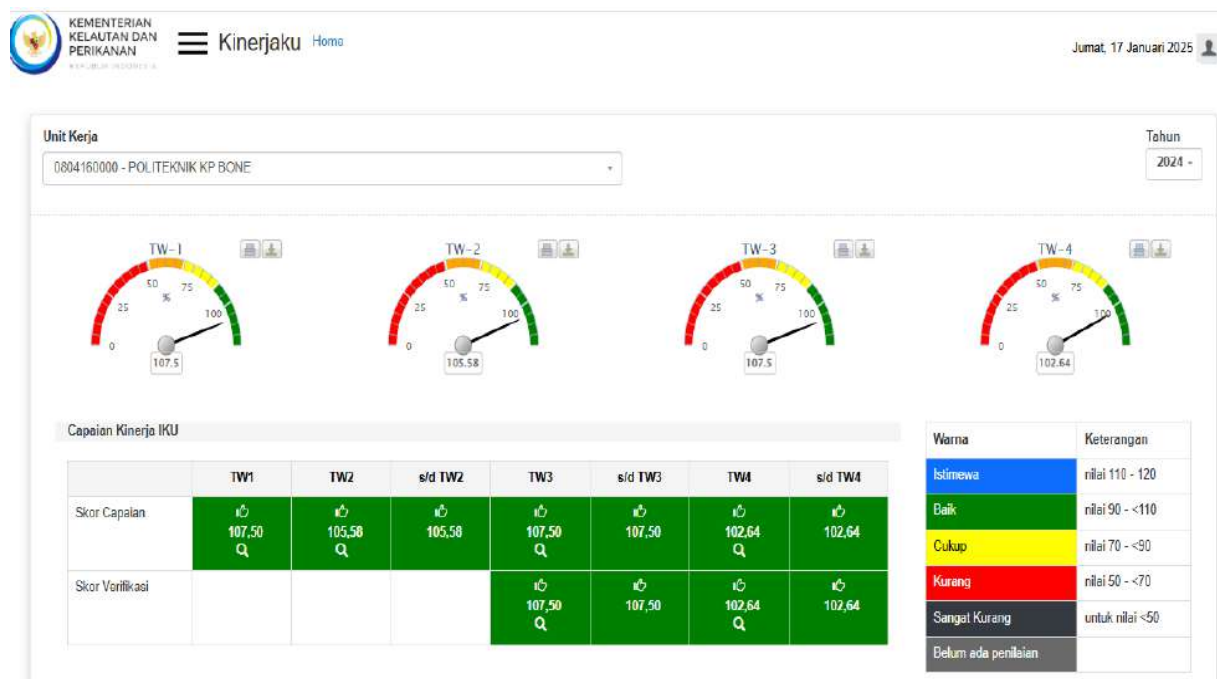 KEMENTERIAN
KELAUTAN DAN
PERIKANAN
REPUBLIK INDONESIA
Kinerjaku Home
Jumat, 17 Januari 2025
Unit Kerja
Tahun
0804160000 - POLITEKNIK KP BONE
2024
TW-1
0 25 50 75 100
%
107.5
TW-2
0 25 50 75 100
%
105.58
TW-3
0 25 50 75 100
%
107.5
TW-4
0 25 50 75 100
%
102.64
Capaian Kinerja IKU
TW1 TW2 s/d TW2 TW3 s/d TW3 TW4 s/d TW4
Skor Capaian 107,50 105,58 105,58 107,50 107,50 102,64 102,64
Skor Verifikasi 107,50 107,50 102,64 102,64
Warna Keterangan
Istimewa nilai 110 - 120
Baik nilai 90 - <110
Cukup nilai 70 - <90
Kurang nilai 50 - <70
Sangat Kurang untuk nilai <50
Belum ada penilaian